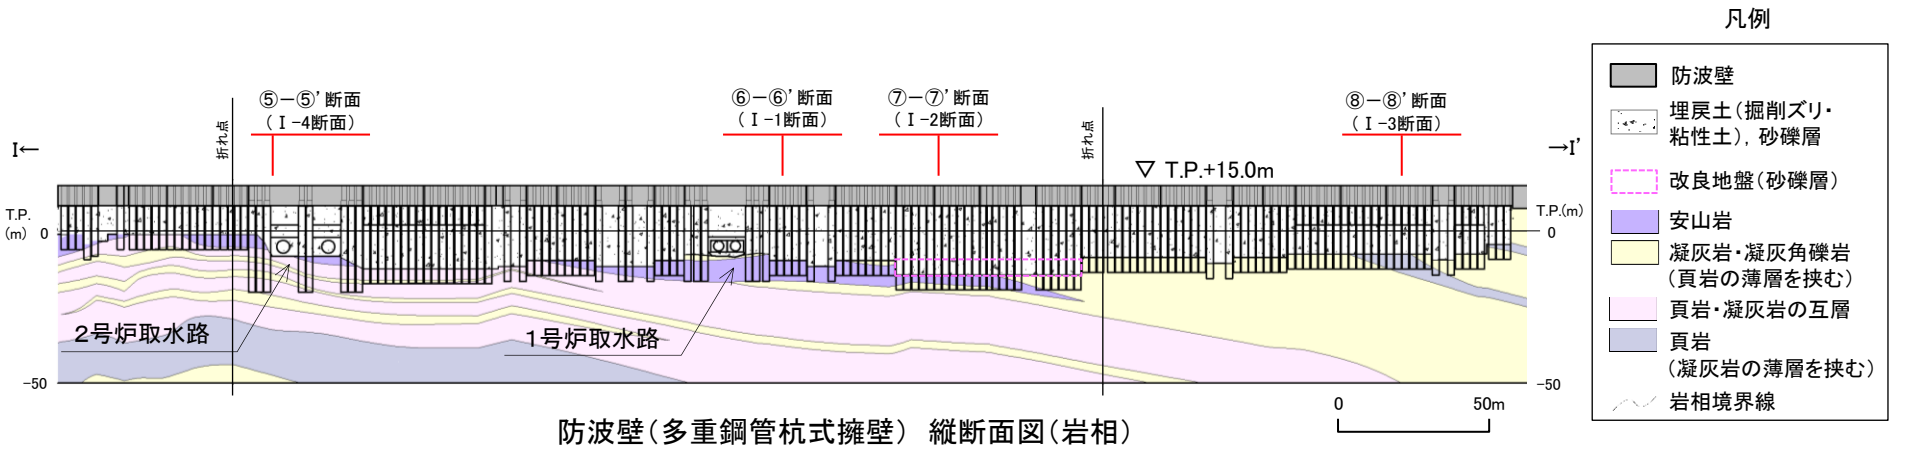 凡例
防波壁
埋戻土(掘削ズリ・
粘性土), 砂礫層
改良地盤(砂礫層)
安山岩
凝灰岩・凝灰角礫岩
(頁岩の薄層を挟む)
頁岩・凝灰岩の互層
頁岩
(凝灰岩の薄層を挟む)
岩相境界線
⑤-⑤'断面
(Ⅰ-4断面)
⑥-⑥'断面
(Ⅰ-1断面)
⑦-⑦'断面
(Ⅰ-2断面)
⑧-⑧'断面
(Ⅰ-3断面)
折れ点
折れ点
I←
→I'
▽ T.P.+15.0m
T.P.
(m)
0
-50
T.P.(m)
0
-50
2号炉取水路
1号炉取水路
0 50m
防波壁(多重鋼管杭式擁壁) 縦断面図(岩相)